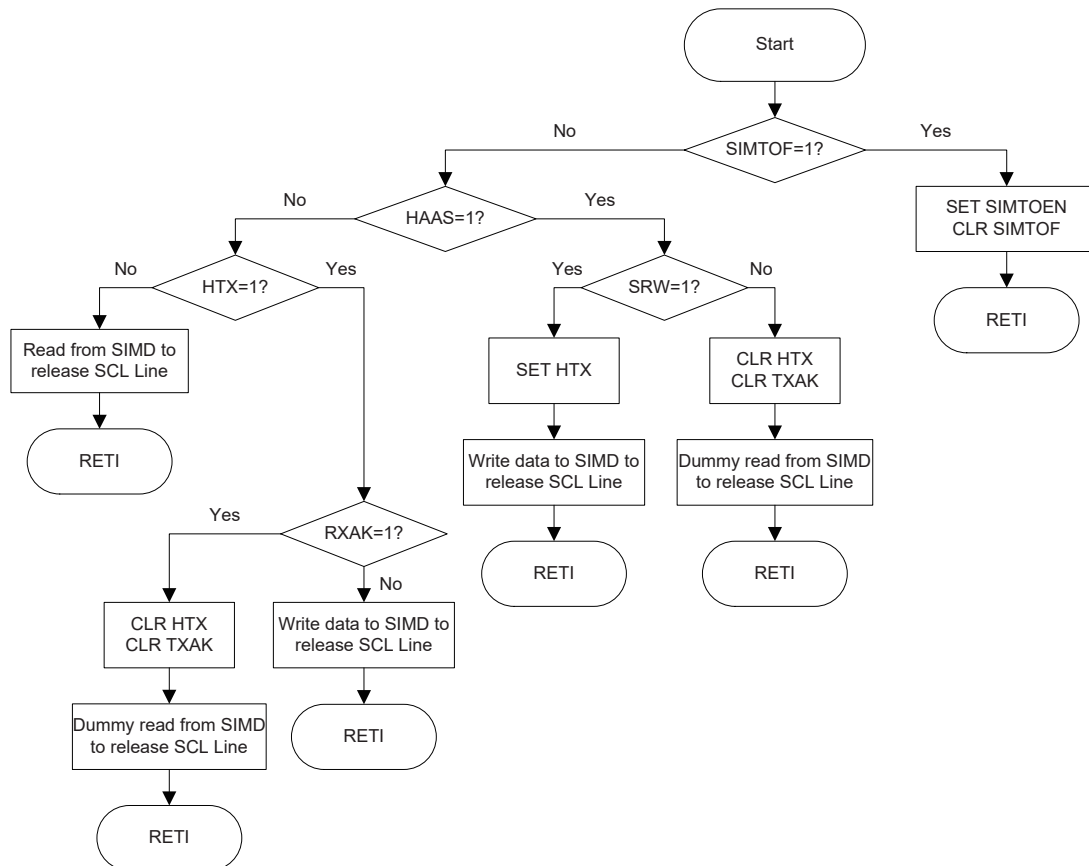 Start
No
Yes
SIMTOF=1?
No
HAAS=1?
Yes
SET SIMTOEN
CLR SIMTOF
No
HTX=1?
Yes
Yes
SRW=1?
No
RETI
Read from SIMD to
release SCL Line
SET HTX
CLR HTX
CLR TXAK
RETI
Write data to SIMD to
release SCL Line
Dummy read from SIMD
to release SCL Line
Yes
RXAK=1?
RETI
RETI
No
CLR HTX
CLR TXAK
Write data to SIMD to
release SCL Line
Dummy read from SIMD
to release SCL Line
RETI
RETI